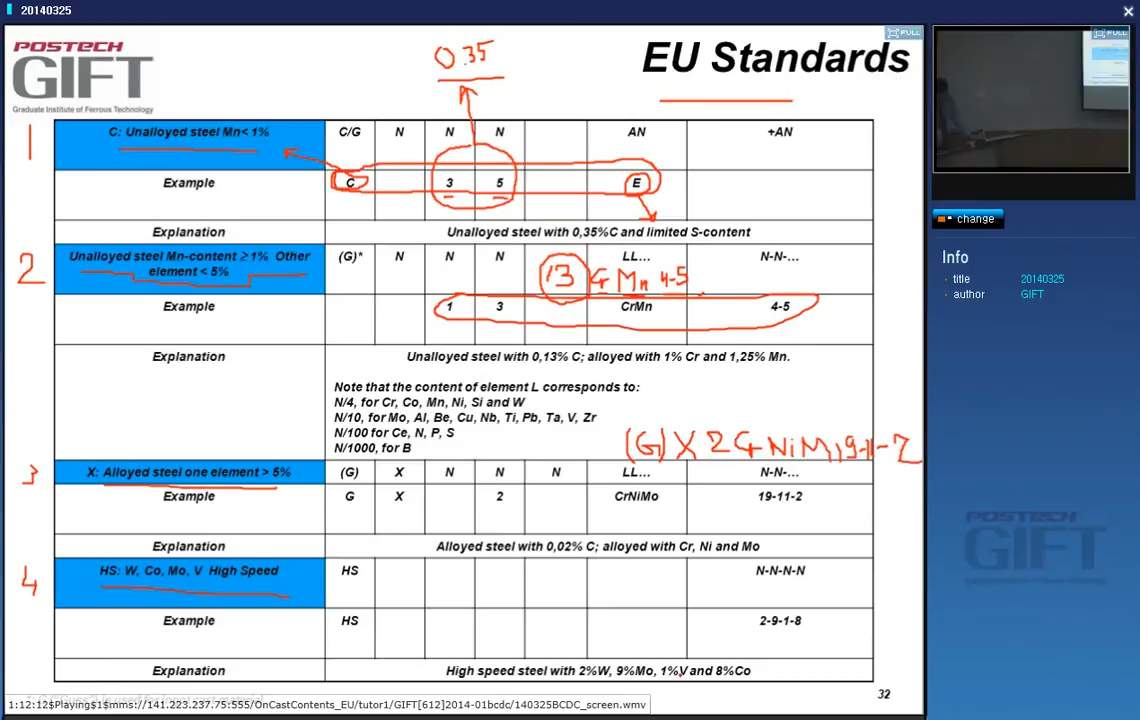 20140325
POSTECH
GIFT
Graduate Institute of Ferrous Technology
0.35
EU Standards
FULL
FULL
1
C: Unalloyed steel Mn< 1% C/G N N N AN +AN
Example C 3 5 E
Explanation Unalloyed steel with 0,35%C and limited S-content
2
Unalloyed steel Mn-content ≥ 1% Other element < 5% (G)* N N N LL... N-N-...
13 Cr Mn 4-5
Example 1 3 CrMn 4-5
Explanation Unalloyed steel with 0,13% C; alloyed with 1% Cr and 1,25% Mn.
Note that the content of element L corresponds to:
N/4, for Cr, Co, Mn, Ni, Si and W
N/10, for Mo, Al, Be, Cu, Nb, Ti, Pb, Ta, V, Zr
N/100 for Ce, N, P, S
N/1000, for B
(G) X 2 Cr Ni M 19-11-2
3
X: Alloyed steel one element > 5% (G) X N N N LL... N-N-...
Example G X 2 CrNiMo 19-11-2
Explanation Alloyed steel with 0,02% C; alloyed with Cr, Ni and Mo
4
HS: W, Co, Mo, V High Speed HS N-N-N-N
Example HS 2-9-1-8
Explanation High speed steel with 2%W, 9%Mo, 1%V and 8%Co
32
1:12:12$Playing$1$mms://141.223.237.75:555/OnCastContents_EU/tutor1/GIFT[612]2014-01bcdc/140325BCDC_screen.wmv
change
Info
title 20140325
author GIFT
POSTECH
GIFT